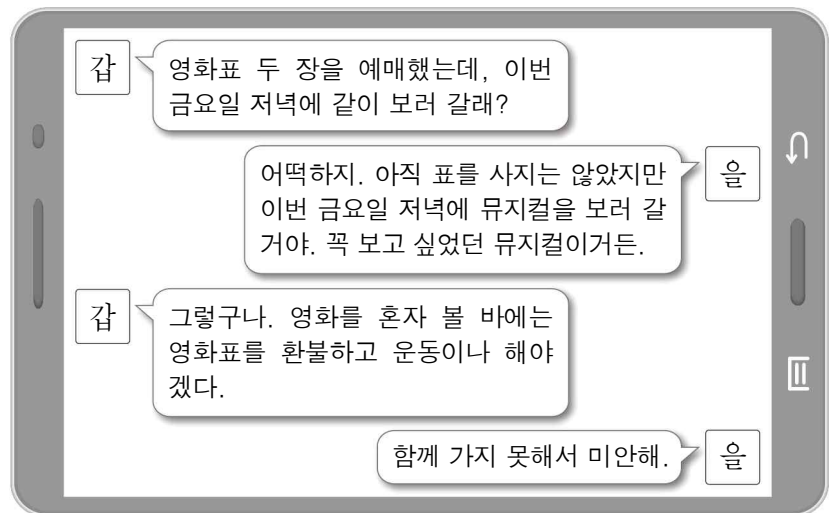 갑
영화표 두 장을 예매했는데, 이번
금요일 저녁에 같이 보러 갈래?
어떡하지. 아직 표를 사지는 않았지만
이번 금요일 저녁에 뮤지컬을 보러 갈
거야. 꼭 보고 싶었던 뮤지컬이거든.
을
갑
그렇구나. 영화를 혼자 볼 바에는
영화표를 환불하고 운동이나 해야
겠다.
함께 가지 못해서 미안해.
을